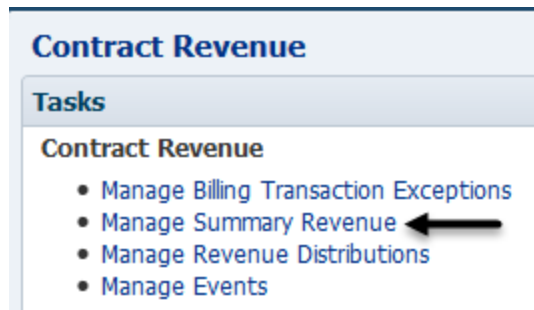 Contract Revenue
Tasks
Contract Revenue
• Manage Billing Transaction Exceptions
• Manage Summary Revenue
• Manage Revenue Distributions
• Manage Events